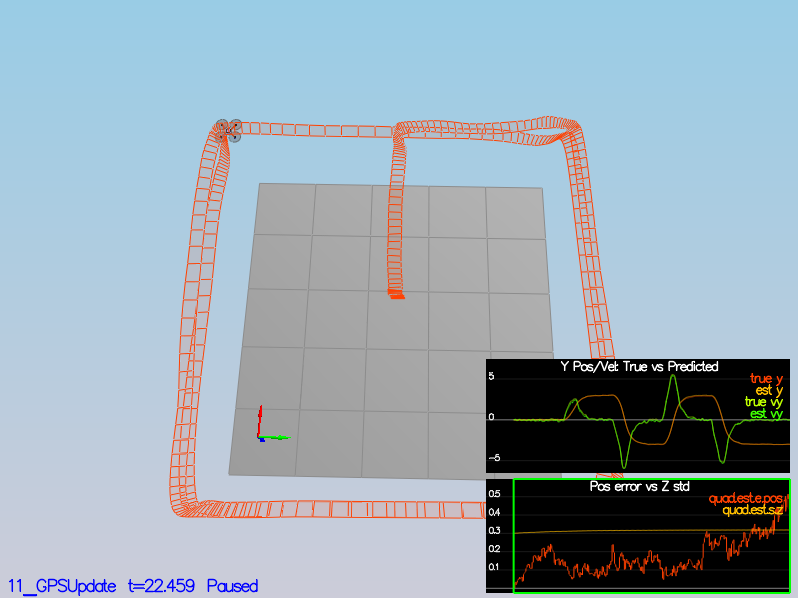 Y Pos/Vel: True vs Predicted
5
true y
est y
true vy
0
est vy
-5
Pos error vs Z std
0.5
quad.est.e.pos
0.4
quad.est.s.z
0.3
0.2
0.1
11_GPSUpdate t=22.459 Paused